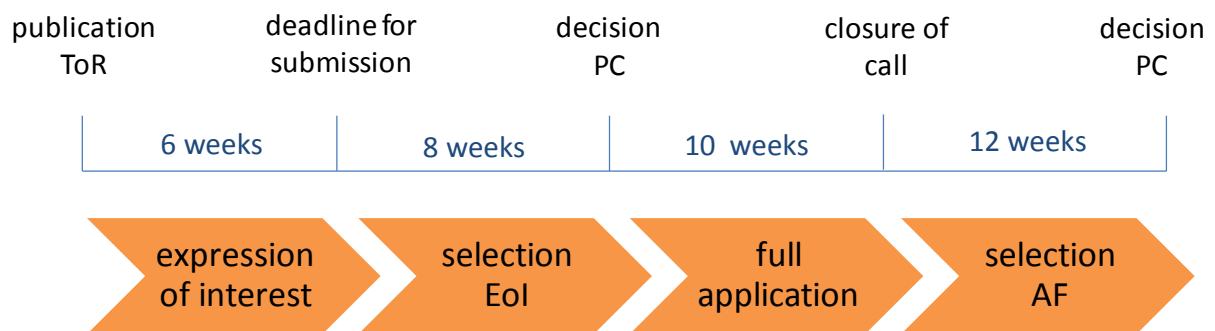 publication
ToR
deadline for
submission
decision
PC
closure of
call
decision
PC
6 weeks
8 weeks
10 weeks
12 weeks
expression
of interest
selection
EoI
full
application
selection
AF